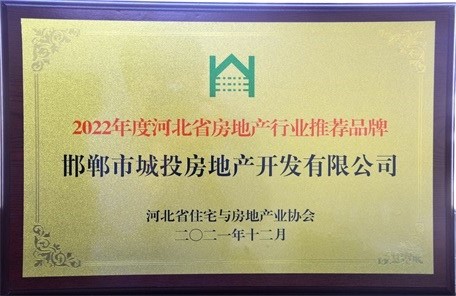 2022年度河北省房地产行业推荐品牌
邯郸市城投房地产开发有限公司
河北省住宅与房地产业协会
二〇二一年十二月